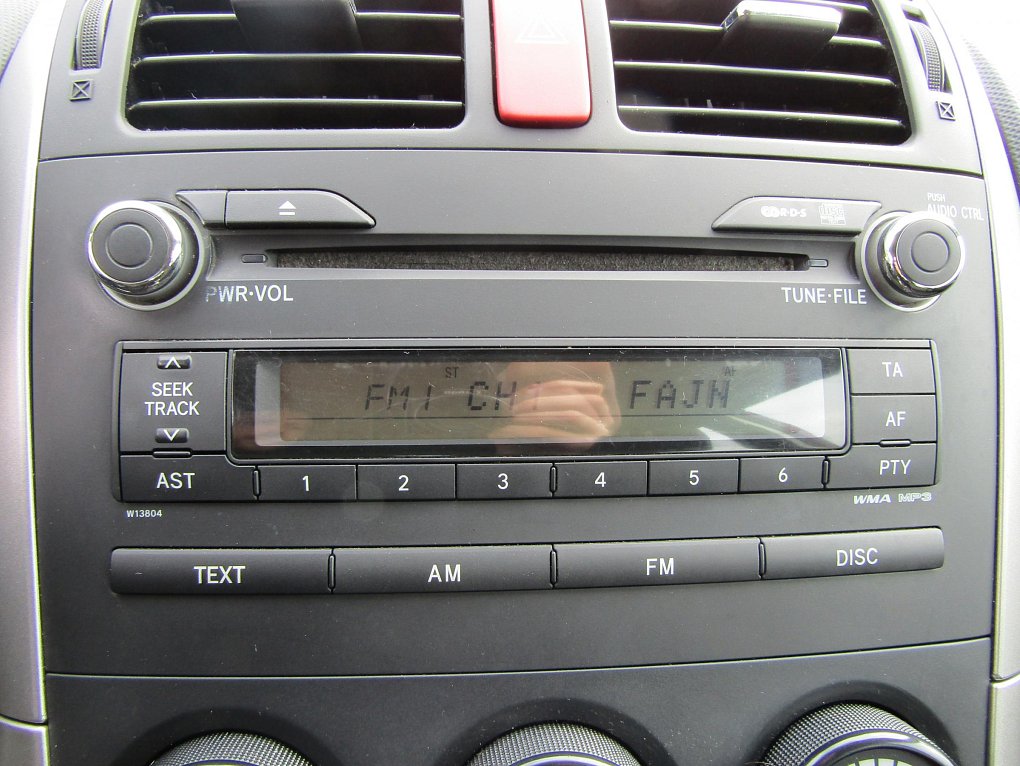 R·D·S
PUSH
AUDIO CTRL
PWR·VOL
TUNE·FILE
SEEK
TRACK
ST
AF
FM1 CH1 FAJN
TA
AF
AST
1 2 3 4 5 6
PTY
W13804
WMA MP3
TEXT AM FM DISC